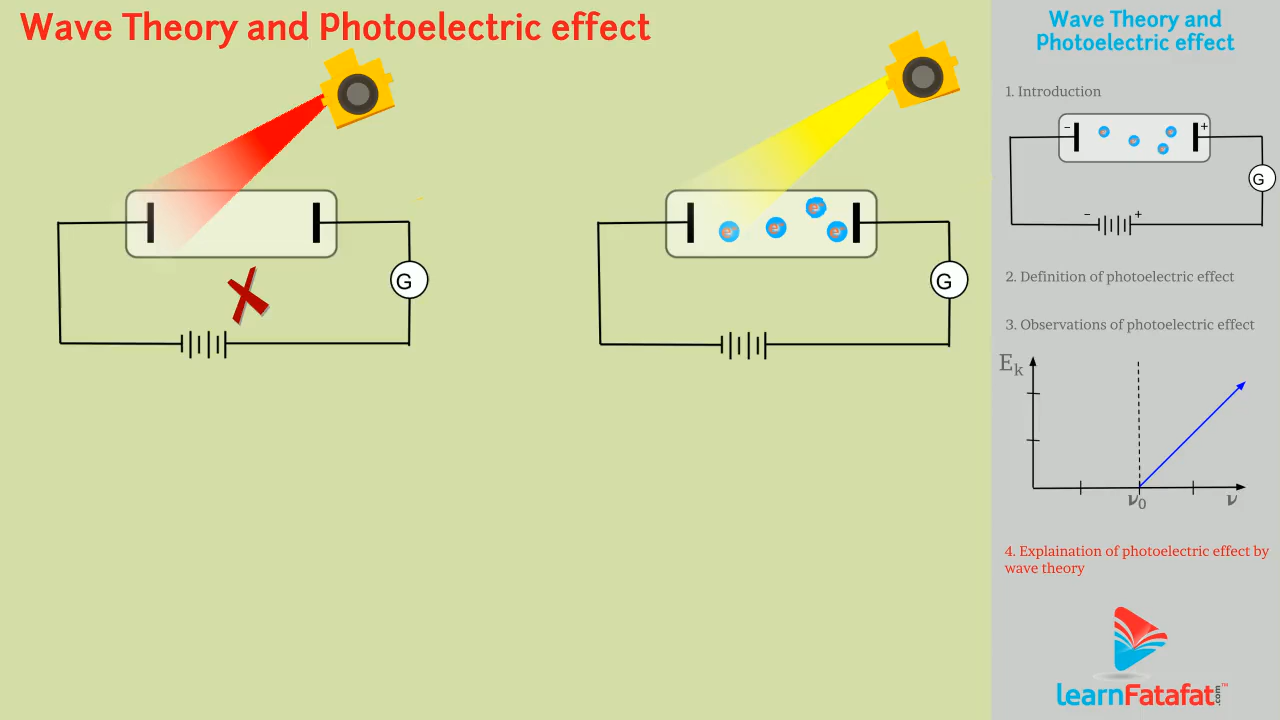 Wave Theory and Photoelectric effect
G
G
Wave Theory and
Photoelectric effect
1. Introduction
− +
G
− +
2. Definition of photoelectric effect
3. Observations of photoelectric effect
Ek
ν0 ν
4. Explaination of photoelectric effect by
wave theory
learnFatafat.com™